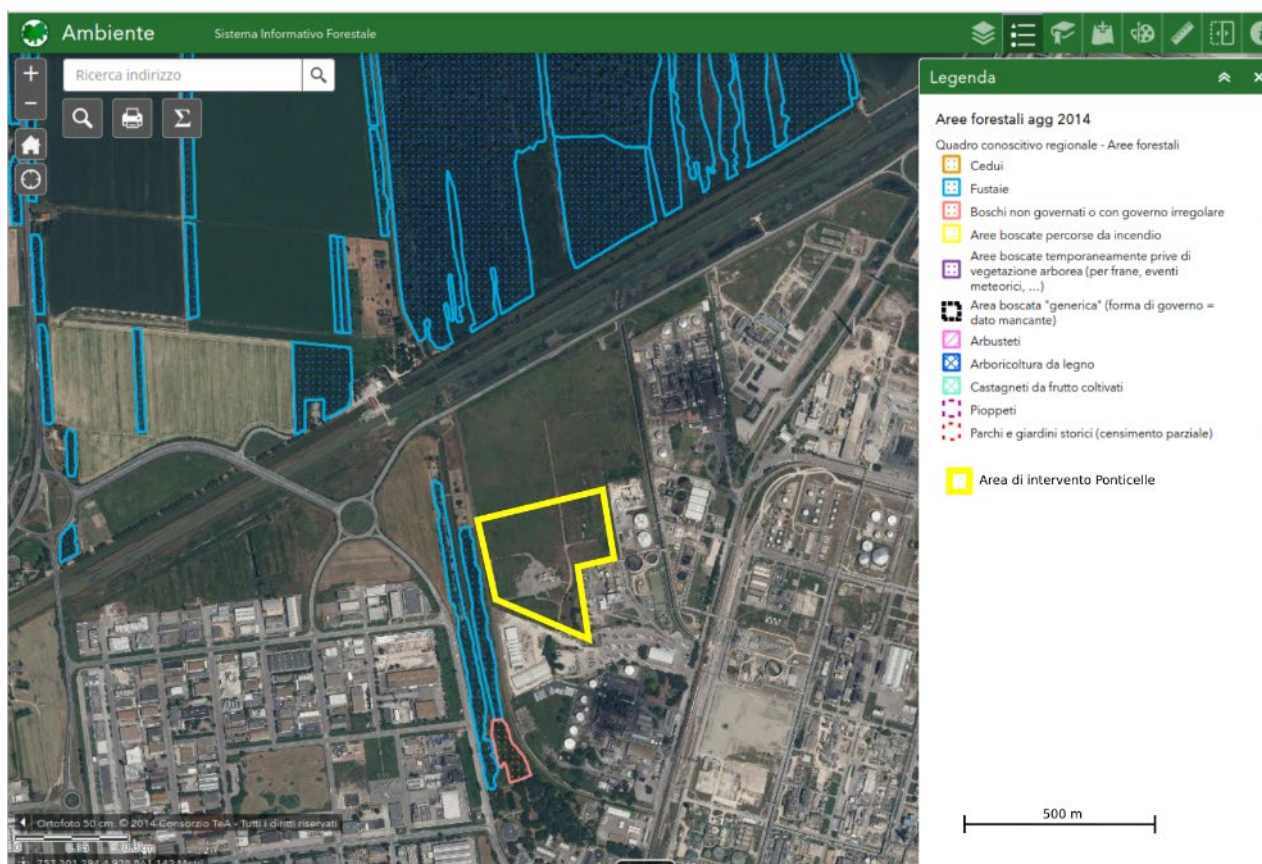 Ambiente
Sistema Informativo Forestale
Ricerca indirizzo
Legenda
Aree forestali agg 2014
Quadro conoscitivo regionale - Aree forestali
Cedui
Fustaie
Boschi non governati o con governo irregolare
Aree boscate percorse da incendio
Aree boscate temporaneamente prive di
vegetazione arborea (per frane, eventi
meteorici, ...)
Area boscata "generica" (forma di governo =
dato mancante)
Arbusteti
Arboricoltura da legno
Castagneti da frutto coltivati
Pioppeti
Parchi e giardini storici (censimento parziale)
Area di intervento Ponticelle
500 m
Ortofoto 50 cm. © 2014 Consorzio TeA - Tutti i diritti riservati